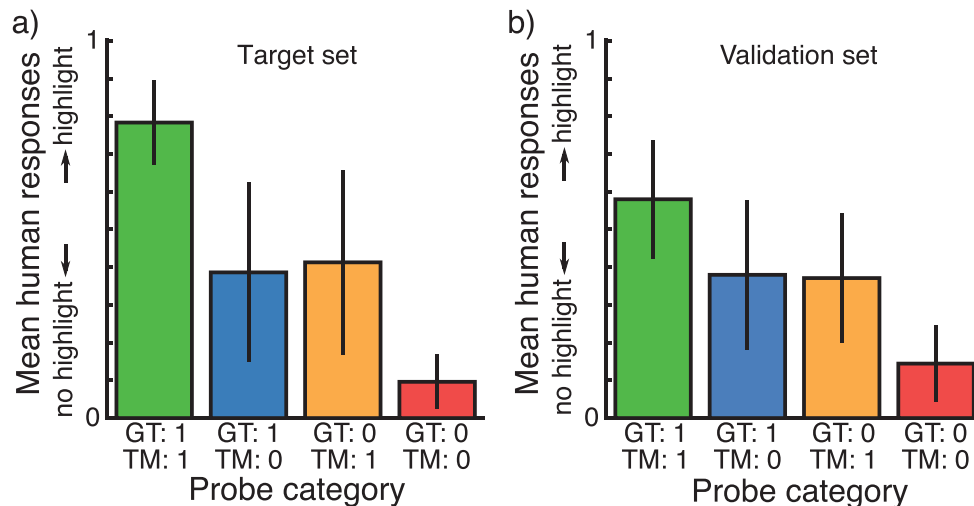 a)
Target set
1
0
Mean human responses
no highlight
highlight
GT: 1
TM: 1
GT: 1
TM: 0
GT: 0
TM: 1
GT: 0
TM: 0
Probe category
b)
Validation set
1
0
Mean human responses
no highlight
highlight
GT: 1
TM: 1
GT: 1
TM: 0
GT: 0
TM: 1
GT: 0
TM: 0
Probe category